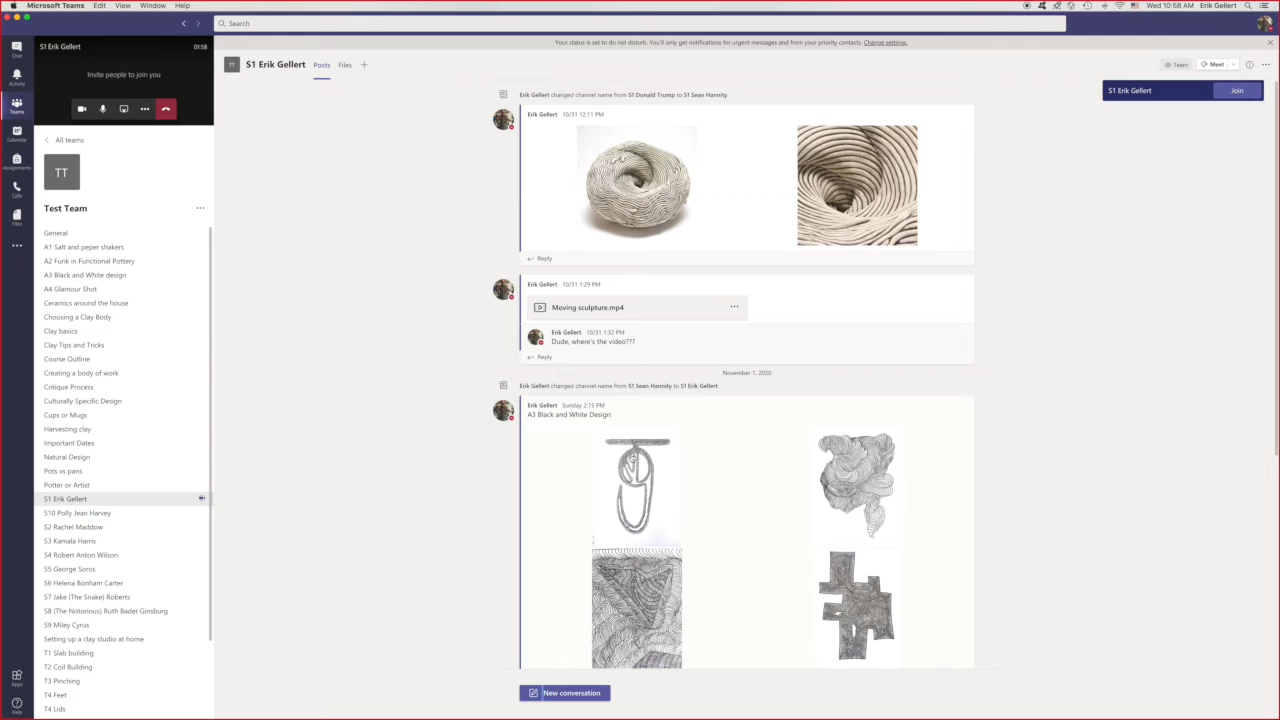 Microsoft Teams Edit View Window Help
Wed 10:58 AM Erik Gellert
Search
S1 Erik Gellert 01:58
Invite people to join you
Your status is set to do not disturb. You'll only get notifications for urgent messages and from your priority contacts. Change settings.
Chat
Activity
Teams
Calendar
Assignments
Calls
Files
Apps
Help
All teams
TT
Test Team
General
A1 Salt and peper shakers
A2 Funk in Functional Pottery
A3 Black and White design
A4 Glamour Shot
Ceramics around the house
Choosing a Clay Body
Clay basics
Clay Tips and Tricks
Course Outline
Creating a body of work
Critique Process
Culturally Specific Design
Cups or Mugs
Harvesting clay
Important Dates
Natural Design
Pots vs pans
Potter or Artist
S1 Erik Gellert
S10 Polly Jean Harvey
S2 Rachel Maddow
S3 Kamala Harris
S4 Robert Anton Wilson
S5 George Soros
S6 Helena Bonham Carter
S7 Jake (The Snake) Roberts
S8 (The Notorious) Ruth Bader Ginsburg
S9 Miley Cyrus
Setting up a clay studio at home
T1 Slab building
T2 Coil Building
T3 Pinching
T4 Feet
T4 Lids
TT S1 Erik Gellert Posts Files
Team Meet
S1 Erik Gellert Join
Erik Gellert changed channel name from S1 Donald Trump to S1 Sean Hannity.
Erik Gellert 10/31 12:11 PM
Reply
Erik Gellert 10/31 1:29 PM
Moving sculpture.mp4
Erik Gellert 10/31 1:32 PM
Dude, where's the video???
Reply
November 1, 2020
Erik Gellert changed channel name from S1 Sean Hannity to S1 Erik Gellert.
Erik Gellert Sunday 2:15 PM
A3 Black and White Design:
New conversation